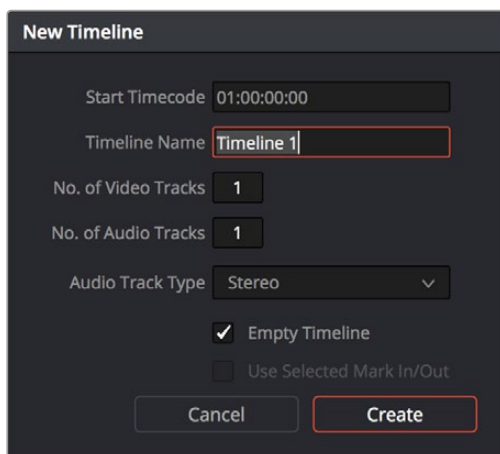 New Timeline
Start Timecode 01:00:00:00
Timeline Name Timeline 1
No. of Video Tracks 1
No. of Audio Tracks 1
Audio Track Type Stereo
Empty Timeline
Use Selected Mark In/Out
Cancel Create